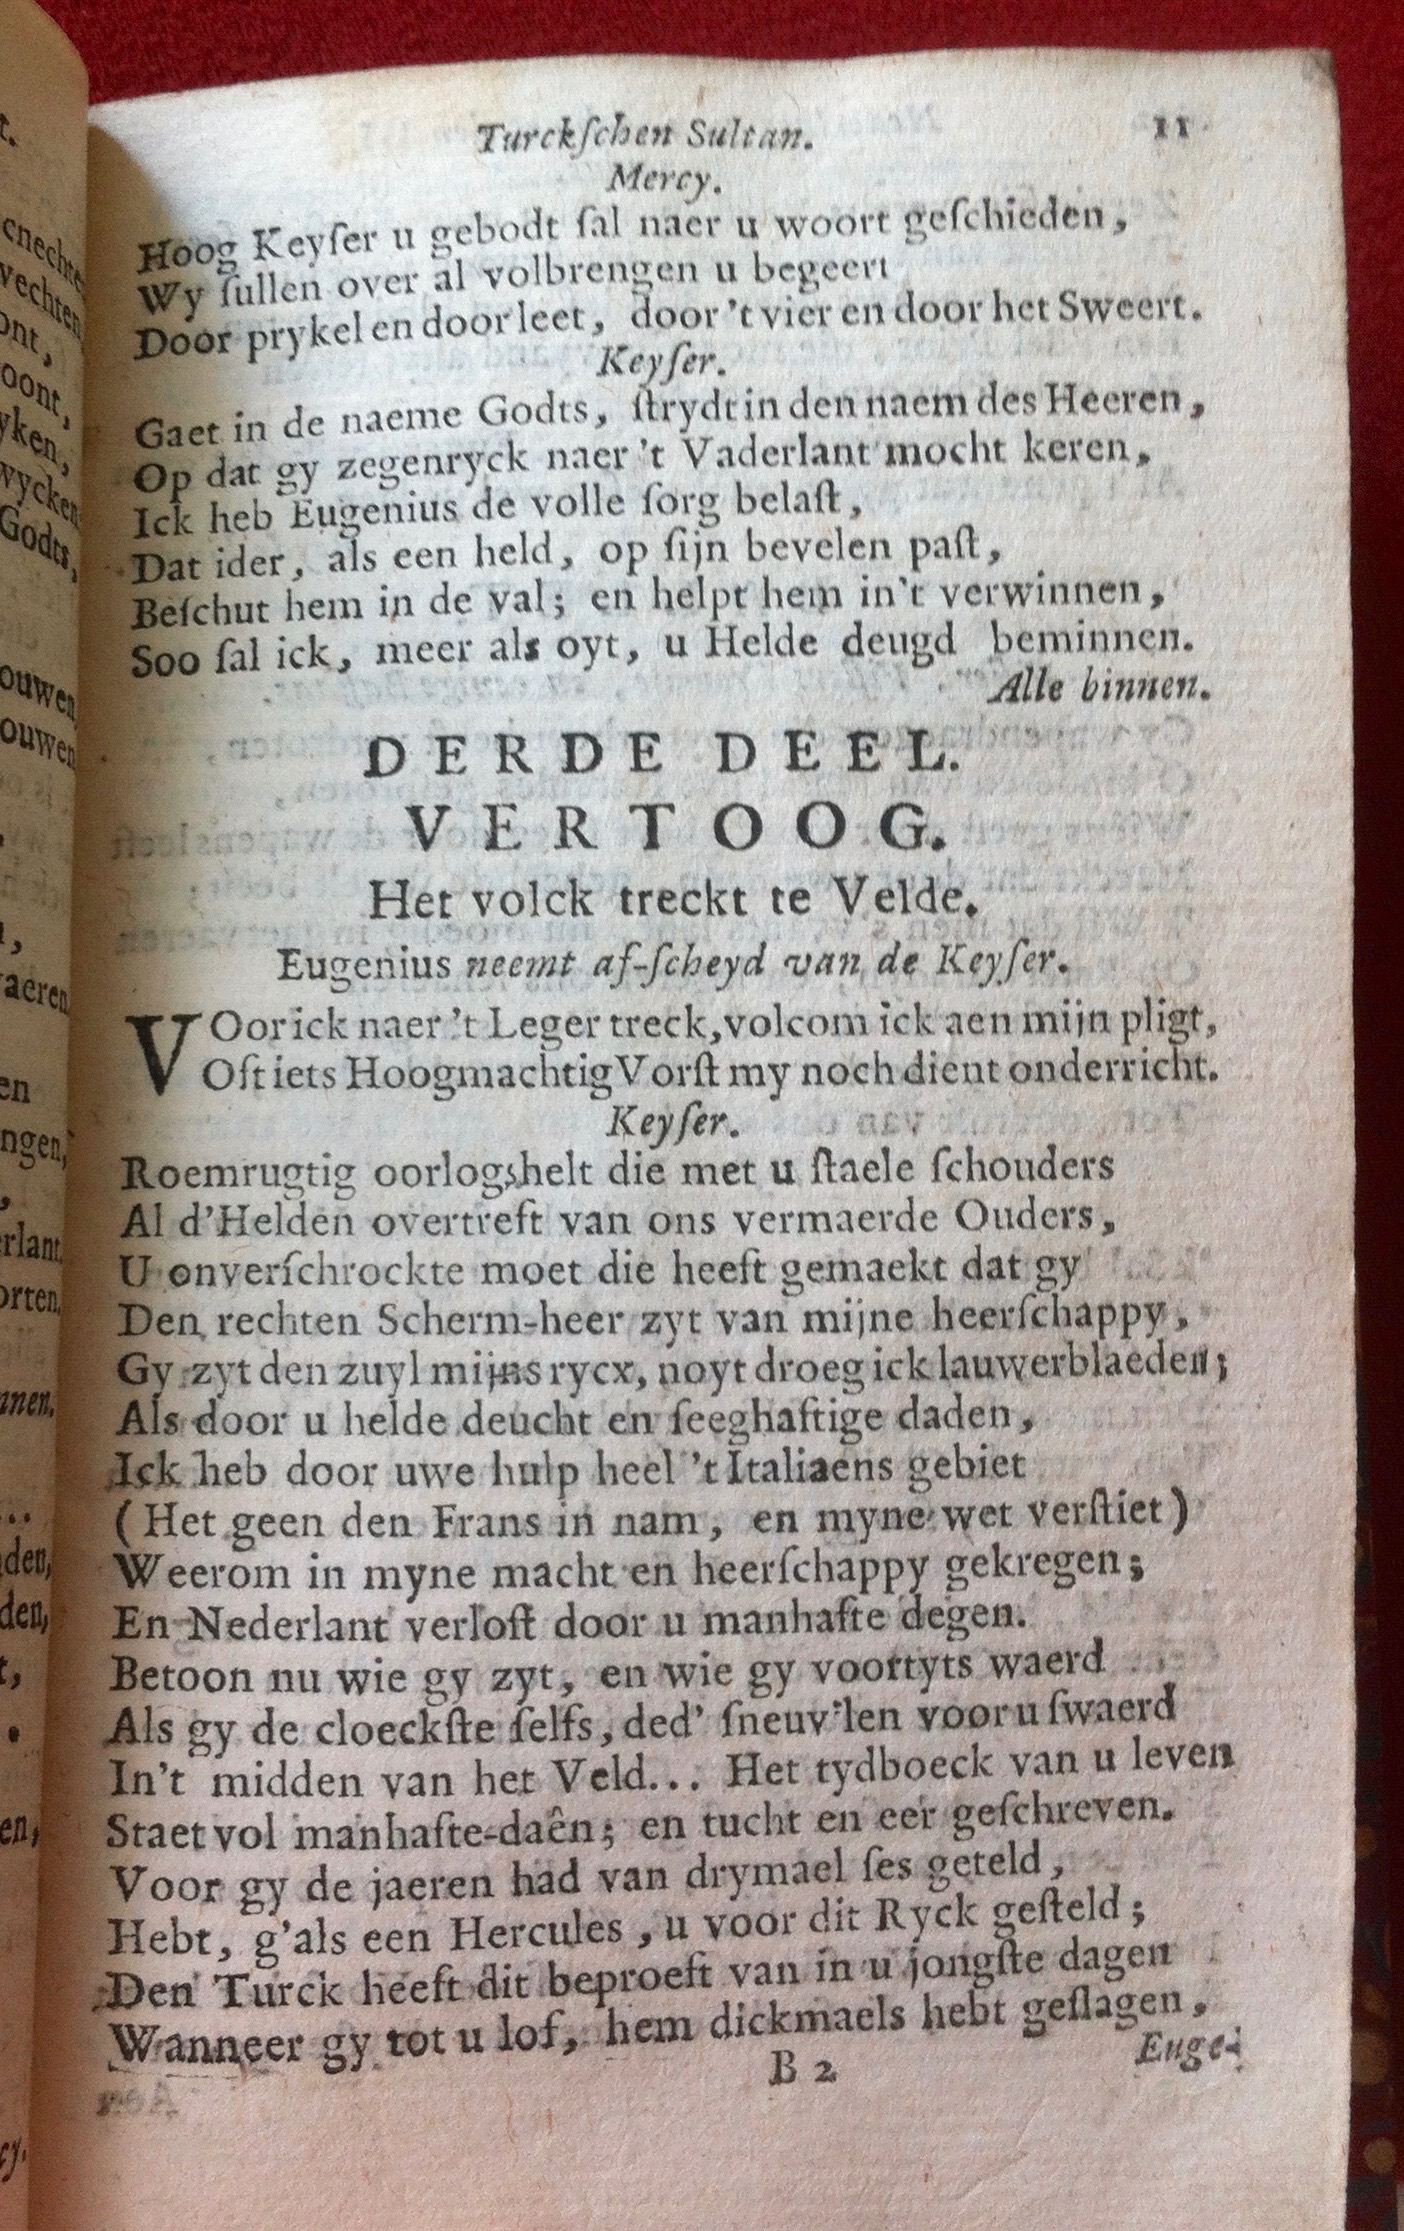 Turckſchen Sultan. 11
Mercy.
Hoog Keyſer u gebodt ſal naer u woort geſchieden,
Wy ſullen over al volbrengen u begeert
Door prykel en door leet, door 't vier en door het Sweert.
Keyſer.
Gaet in de naeme Godts, ſtrydt in den naem des Heeren,
Op dat gy zegenryck naer 't Vaderlant mocht keren,
Ick heb Eugenius de volle ſorg belaſt,
Dat ider, als een held, op ſijn bevelen paſt,
Beſchut hem in de val; en helpt hem in't verwinnen,
Soo ſal ick, meer als oyt, u Helde deugd beminnen.
Alle binnen.
DERDE DEEL.
VERTOOG.
Het volck treckt te Velde.
Eugenius neemt af-ſcheyd van de Keyſer.
VOor ick naer 't Leger treck, volcom ick aen mijn pligt,
Oft iets Hoogmachtig Vorſt my noch dient onderricht.
Keyſer.
Roemrugtig oorlogshelt die met u ſtaele ſchouders
Al d'Helden overtreft van ons vermaerde Ouders,
U onverſchrockte moet die heeft gemaekt dat gy
Den rechten Scherm-heer zyt van mijne heerſchappy,
Gy zyt den zuyl mijns rycx, noyt droeg ick lauwerblaeden;
Als door u helde deucht en ſeeghaftige daden,
Ick heb door uwe hulp heel 't Italiaens gebiet
(Het geen den Frans in nam, en myne wet verſtiet)
Weerom in myne macht en heerſchappy gekregen;
En Nederlant verloſt door u manhafte degen.
Betoon nu wie gy zyt, en wie gy voortyts waerd
Als gy de cloeckſte ſelfs, ded' ſneuv'len voor u ſwaerd
In't midden van het Veld... Het tydboeck van u leven
Staet vol manhafte-daên; en tucht en eer geſchreven.
Voor gy de jaeren had van drymael ſes geteld,
Hebt, g'als een Hercules, u voor dit Ryck geſteld;
Den Turck heeft dit beproeft van in u jongſte dagen
Wanneer gy tot u lof, hem dickmaels hebt geſlagen,
B 2 Euge-